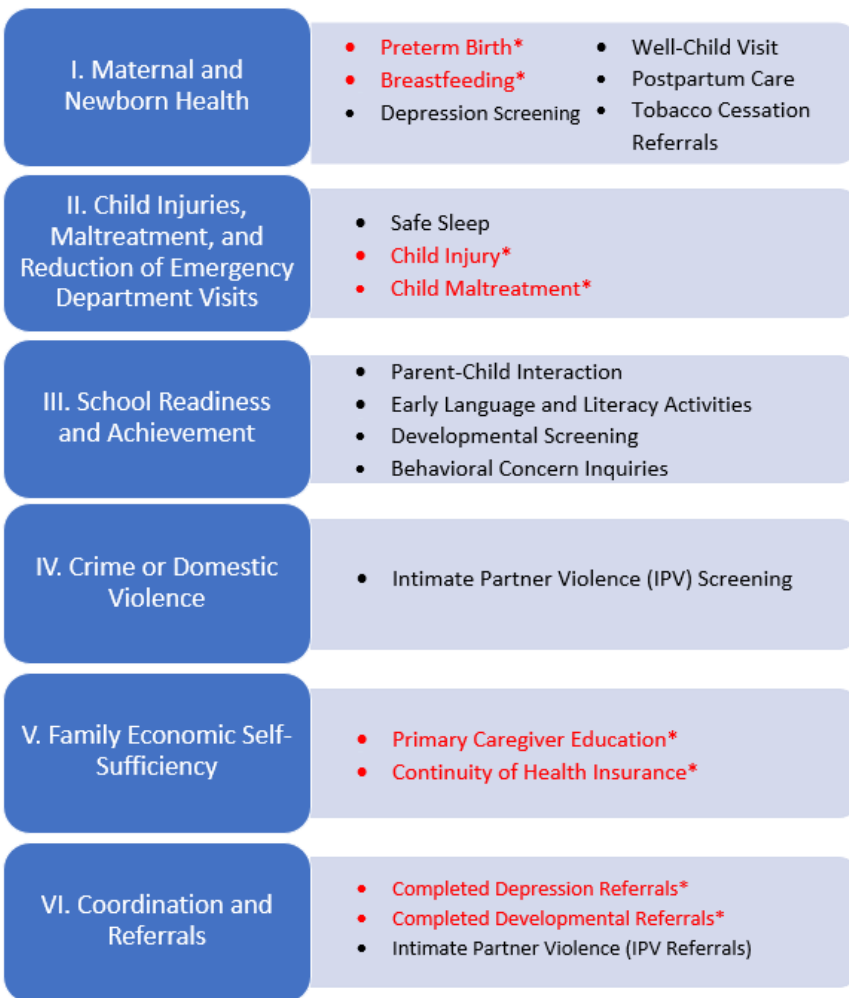 I. Maternal and
Newborn Health
• Preterm Birth*
• Breastfeeding*
• Depression Screening
• Well-Child Visit
• Postpartum Care
• Tobacco Cessation
Referrals
II. Child Injuries,
Maltreatment, and
Reduction of Emergency
Department Visits
• Safe Sleep
• Child Injury*
• Child Maltreatment*
III. School Readiness
and Achievement
• Parent-Child Interaction
• Early Language and Literacy Activities
• Developmental Screening
• Behavioral Concern Inquiries
IV. Crime or Domestic
Violence
• Intimate Partner Violence (IPV) Screening
V. Family Economic Self-
Sufficiency
• Primary Caregiver Education*
• Continuity of Health Insurance*
VI. Coordination and
Referrals
• Completed Depression Referrals*
• Completed Developmental Referrals*
• Intimate Partner Violence (IPV Referrals)